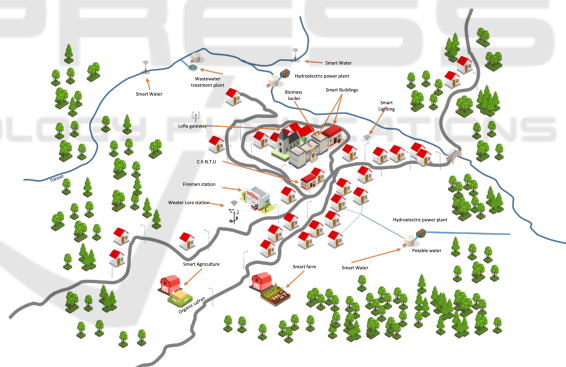 PRESS
Smart Water
Wastewater
treatment plant
Smart Water
Hydroelectric power plant
Biomass
boiler
Smart Buildings
Smart
Lighting
LoRa gateway
C.E.N.T.U
Firemen station
Weater Lora station
Hydroelectric power plant
Potable water
Smart Agriculture
Smart farm
Smart Water
Organic